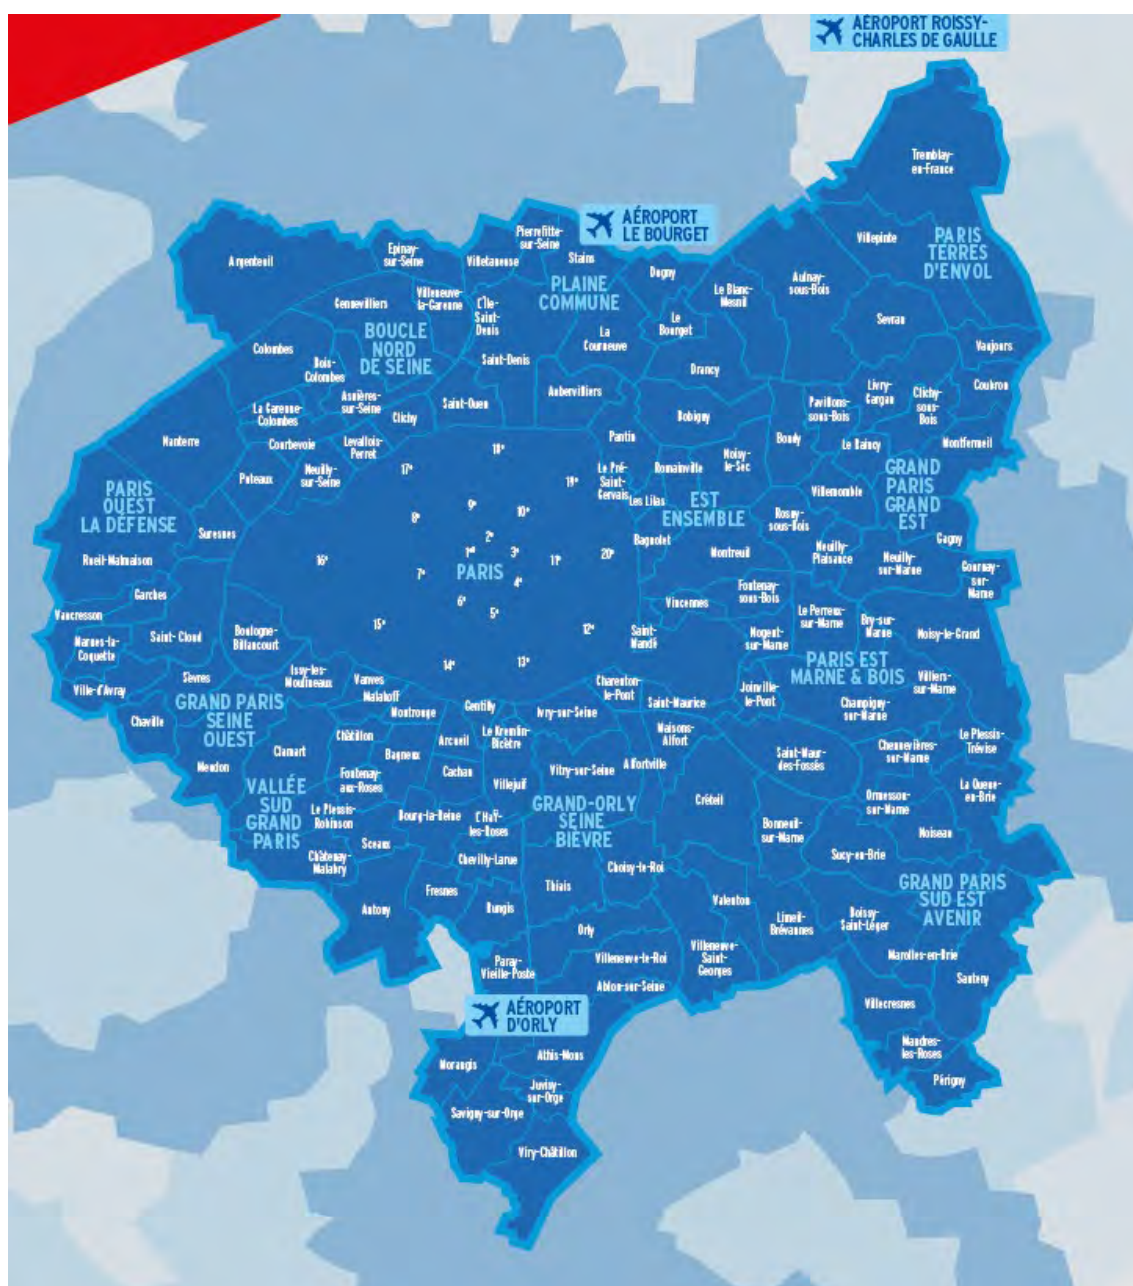 AÉROPORT ROISSY-
CHARLES DE GAULLE
Tremblay-
en-France
AÉROPORT
LE BOURGET
Pierrefitte-
sur-Seine
Villepinte
PARIS
TERRES
D'ENVOL
Argenteuil
Epinay-
sur-Seine
Villetaneuse
Stains
Dugny
Aulnay-
sous-Bois
PLAINE
COMMUNE
Le Blanc-
Mesnil
Gennevilliers
Villeneuve-
la-Garenne
L'Île-
Saint-
Denis
Le
Bourget
Sevran
BOUCLE
NORD
DE SEINE
La
Courneuve
Vaujours
Colombes
Bois-
Colombes
Saint-Denis
Drancy
Coubron
Asnières-
sur-Seine
Saint-Ouen
Aubervilliers
Livry-
Gargan
Clichy-
sous-
Bois
Pavillons-
sous-Bois
La Garenne-
Colombes
Clichy
Bobigny
Nanterre
Courbevoie
Levallois-
Perret
18e
Pantin
Bondy
Le Raincy
Montfermeil
Noisy-
le-Sec
Puteaux
Neuilly-
sur-Seine
17e
19e
Le Pré-
Saint-
Gervais
Romainville
GRAND
PARIS
GRAND
EST
PARIS
OUEST
LA DÉFENSE
Les Lilas
EST
ENSEMBLE
Villemomble
8e
9e
10e
Rosny-
sous-Bois
Suresnes
2e
Bagnolet
Gagny
Rueil-Malmaison
16e
1er
3e
11e
20e
Montreuil
Neuilly-
Plaisance
Neuilly-
sur-Marne
Gournay-
sur-
Marne
7e
PARIS
4e
Garches
6e
5e
Vincennes
Fontenay-
sous-Bois
Vaucresson
Le Perreux-
sur-Marne
Bry-sur-
Marne
Noisy-le-Grand
Marnes-la-
Coquette
Saint- Cloud
Boulogne-
Billancourt
15e
12e
Saint-
Mandé
Nogent-
sur-Marne
PARIS EST
MARNE & BOIS
14e
13e
Sèvres
Issy-les-
Moulineaux
Vanves
Charenton-
le-Pont
Joinville-
le-Pont
Villiers-
sur-Marne
Ville-d'Avray
GRAND PARIS
SEINE
OUEST
Malakoff
Montrouge
Gentilly
Ivry-sur-Seine
Saint-Maurice
Champigny-
sur-Marne
Chaville
Châtillon
Arcueil
Le Kremlin-
Bicêtre
Maisons-
Alfort
Le Plessis-
Trévise
Clamart
Bagneux
Saint-Maur-
des-Fossés
Chennevières-
sur-Marne
Meudon
Fontenay-
aux-Roses
Cachan
Villejuif
Vitry-sur-Seine
Alfortville
La Queue-
en-Brie
VALLÉE
SUD
GRAND
PARIS
Le Plessis-
Robinson
Bourg-la-Reine
L'Haÿ-
les-Roses
GRAND-ORLY
SEINE
BIÈVRE
Créteil
Ormesson-
sur-Marne
Bonneuil-
sur-Marne
Noiseau
Sceaux
Châtenay-
Malabry
Chevilly-Larue
Choisy-le-Roi
Sucy-en-Brie
Fresnes
Thiais
GRAND PARIS
SUD EST
AVENIR
Antony
Rungis
Valenton
Limeil-
Brévannes
Boissy-
Saint-Léger
Orly
Paray-
Vieille-Poste
Villeneuve-le-Roi
Villeneuve-
Saint-
Georges
Marolles-en-Brie
Ablon-sur-Seine
Santeny
AÉROPORT
D'ORLY
Villecresnes
Morangis
Athis-Mons
Mandres-
les-Roses
Juvisy-
sur-Orge
Périgny
Savigny-sur-Orge
Viry-Châtillon